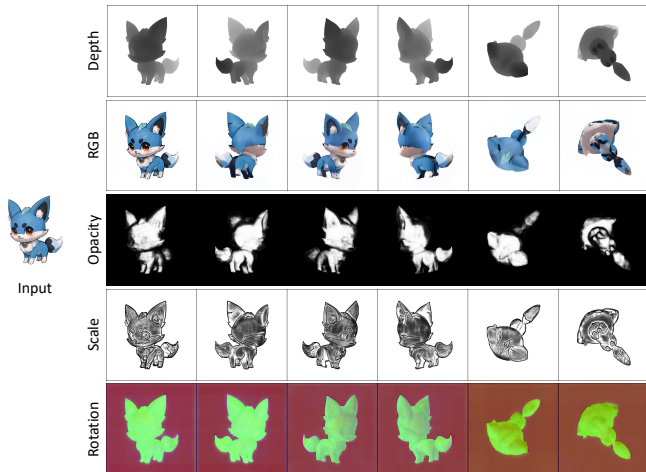 Depth
RGB
Opacity
Input
Scale
Rotation